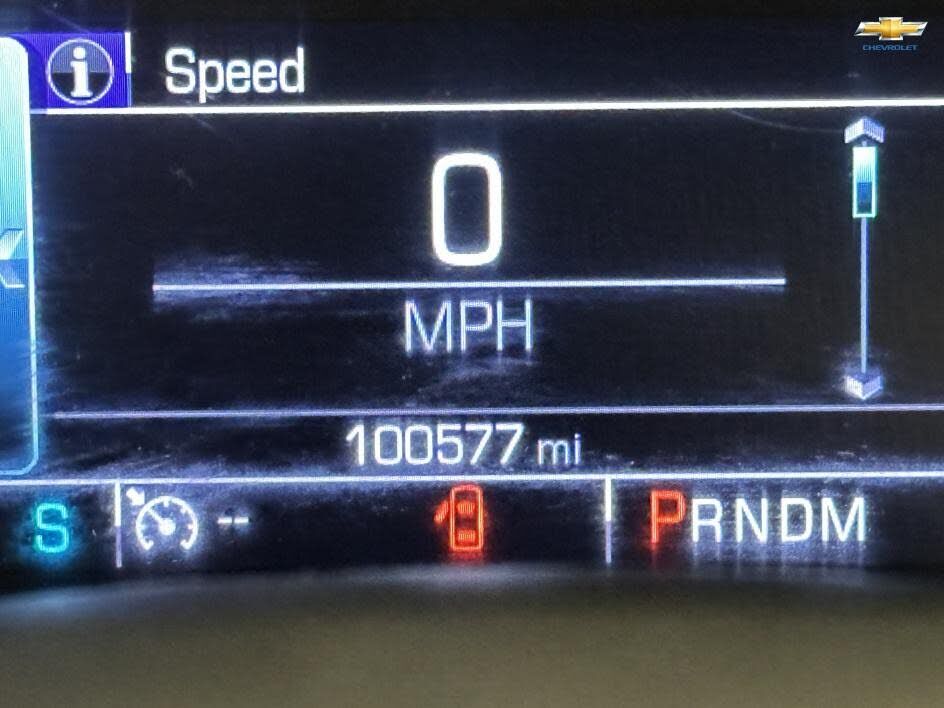 CHEVROLET
i Speed
0
MPH
100577 mi
S -- PRNDM